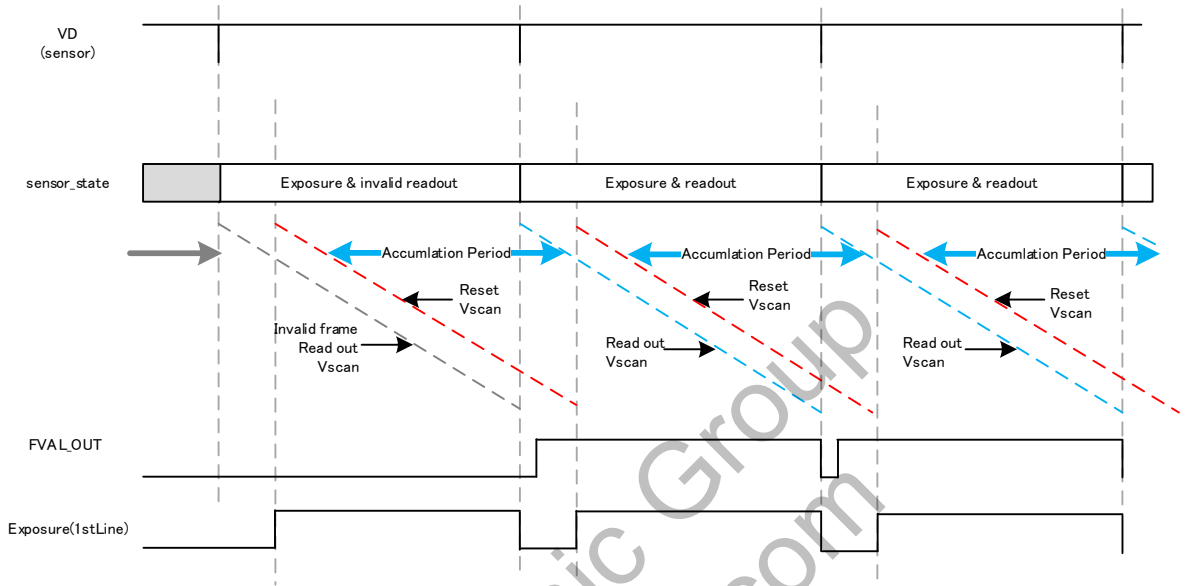 VD
(sensor)
sensor_state
Exposure & invalid readout
Exposure & readout
Exposure & readout
Accumlation Period
Accumlation Period
Accumlation Period
Reset
Vscan
Reset
Vscan
Reset
Vscan
Invalid frame
Read out
Vscan
Read out
Vscan
Read out
Vscan
FVAL_OUT
Exposure(1stLine)
Group